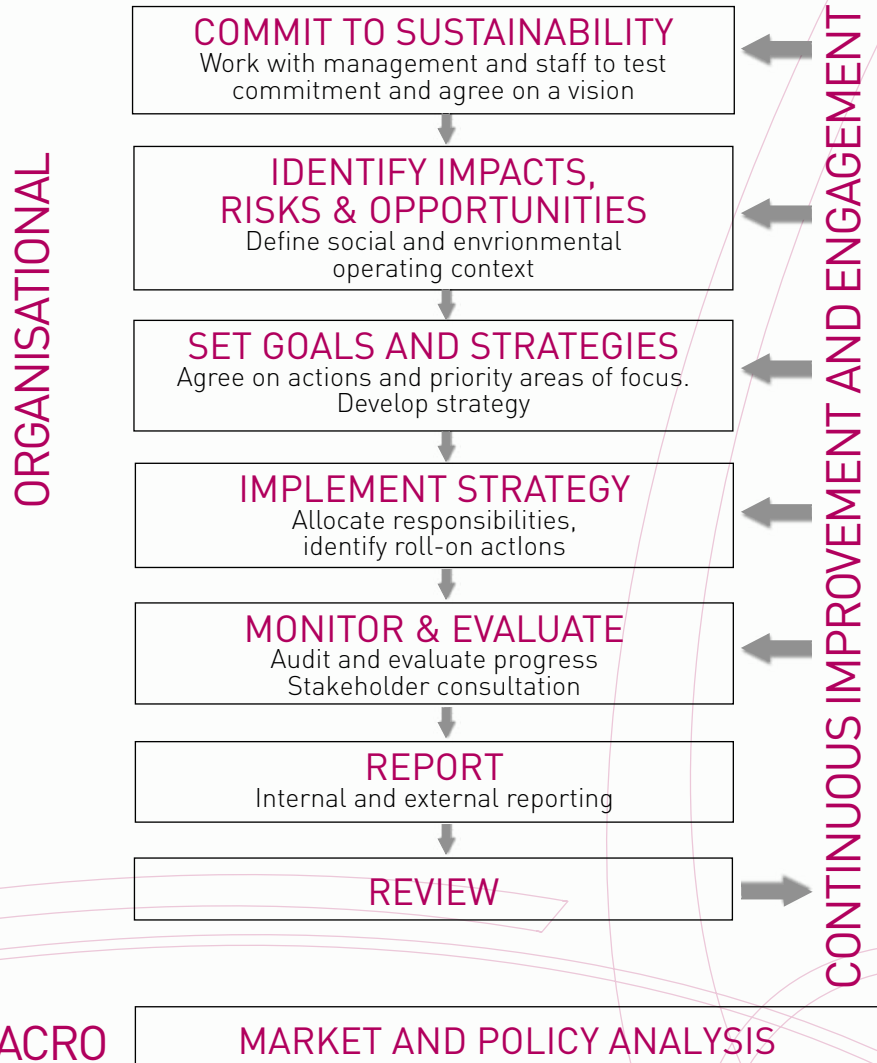 COMMIT TO SUSTAINABILITY
Work with management and staff to test
commitment and agree on a vision
IDENTIFY IMPACTS,
RISKS & OPPORTUNITIES
Define social and envrionmental
operating context
SET GOALS AND STRATEGIES
Agree on actions and priority areas of focus.
Develop strategy
IMPLEMENT STRATEGY
Allocate responsibilities,
identify roll-on actIons
MONITOR & EVALUATE
Audit and evaluate progress
Stakeholder consultation
REPORT
Internal and external reporting
REVIEW
ORGANISATIONAL
CONTINUOUS IMPROVEMENT AND ENGAGEMENT
ACRO
MARKET AND POLICY ANALYSIS